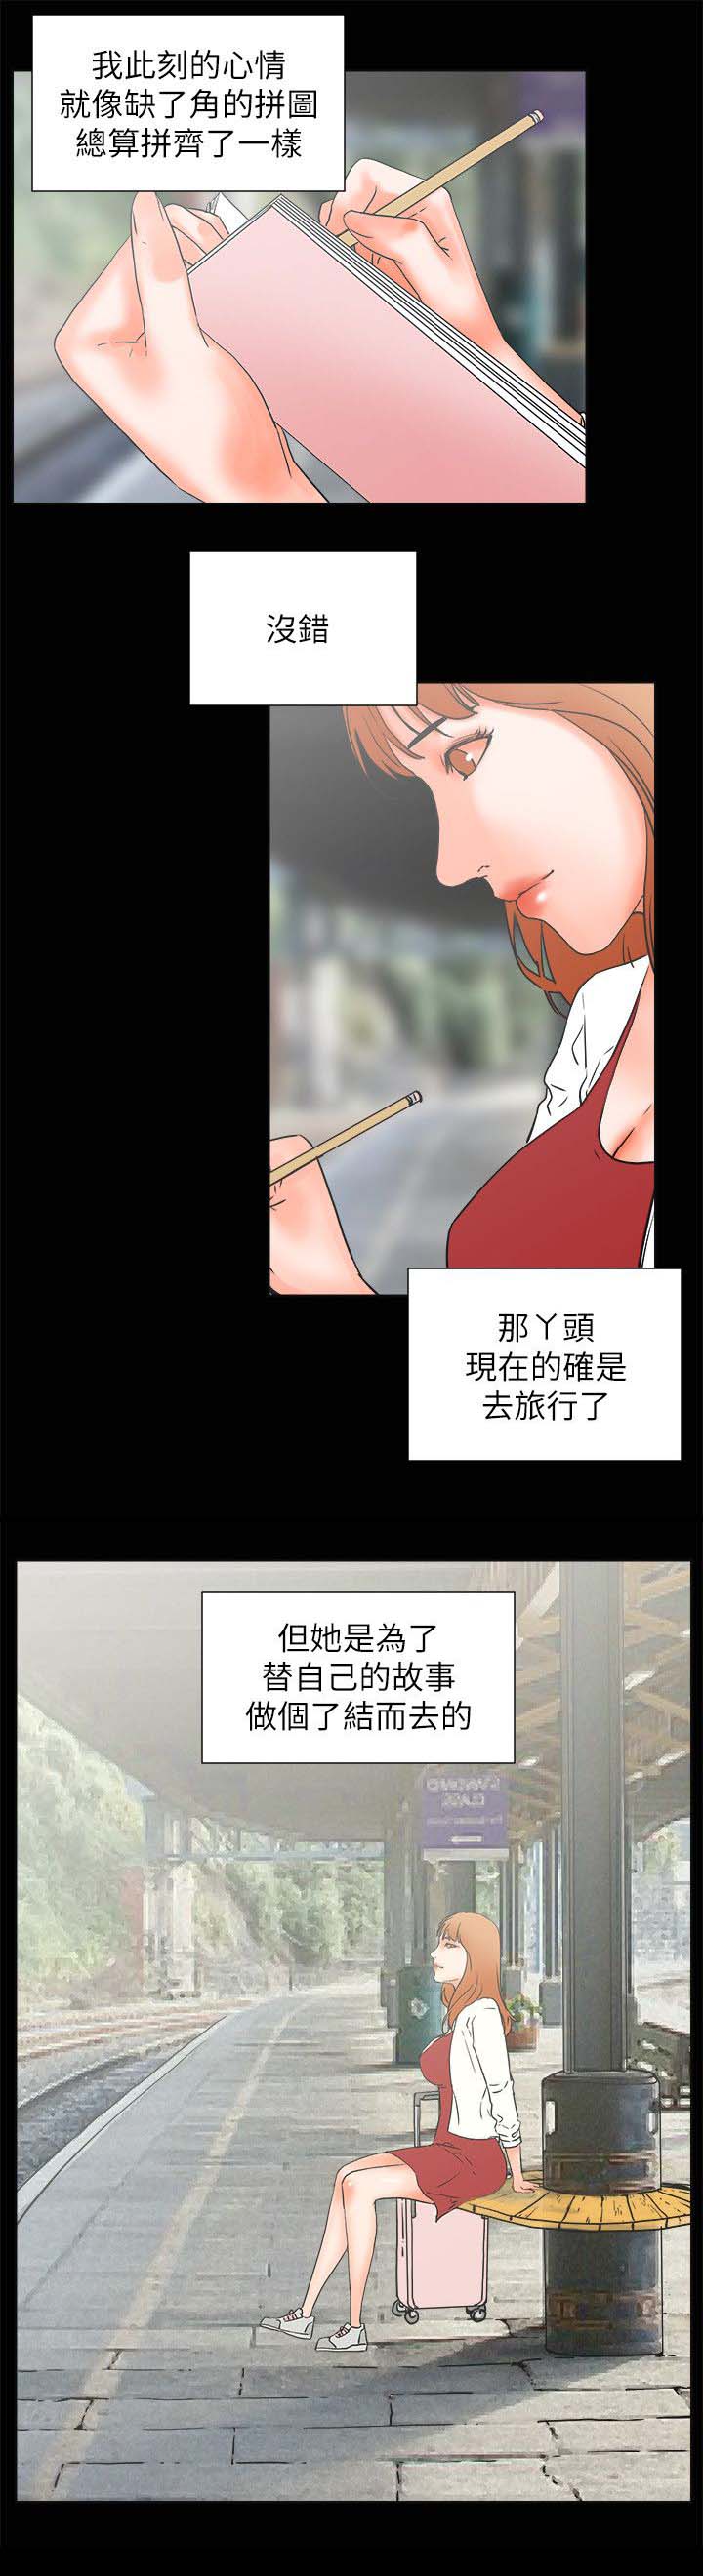 我此刻的心情
就像缺了角的拼圖
總算拼齊了一樣
沒錯
那丫頭
現在的確是
去旅行了
但她是為了
替自己的故事
做個了結而去的